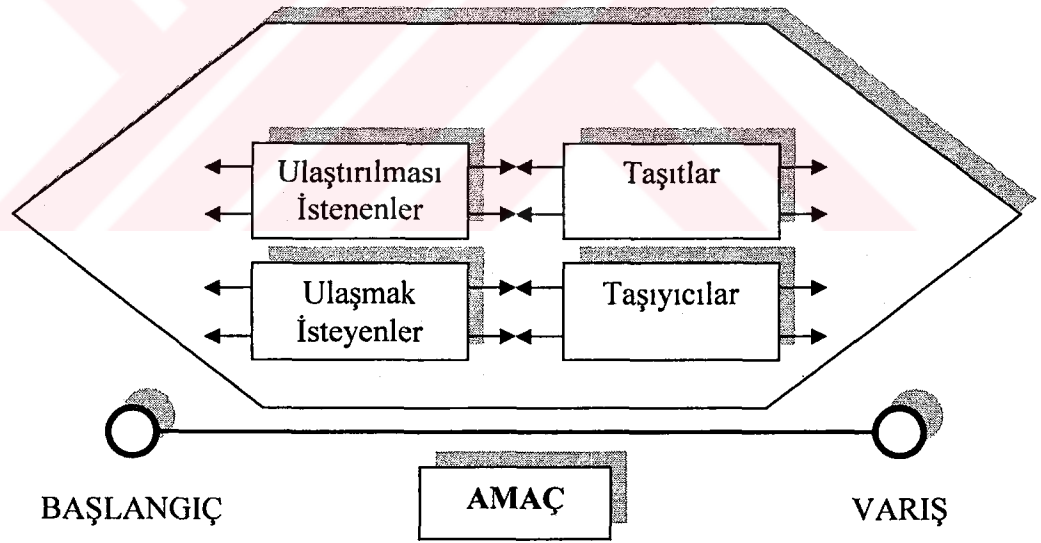 Ulaştırılması
İstenenler
Taşıtlar
Ulaşmak
İsteyenler
Taşıyıcılar
BAŞLANGIÇ
AMAÇ
VARIŞ